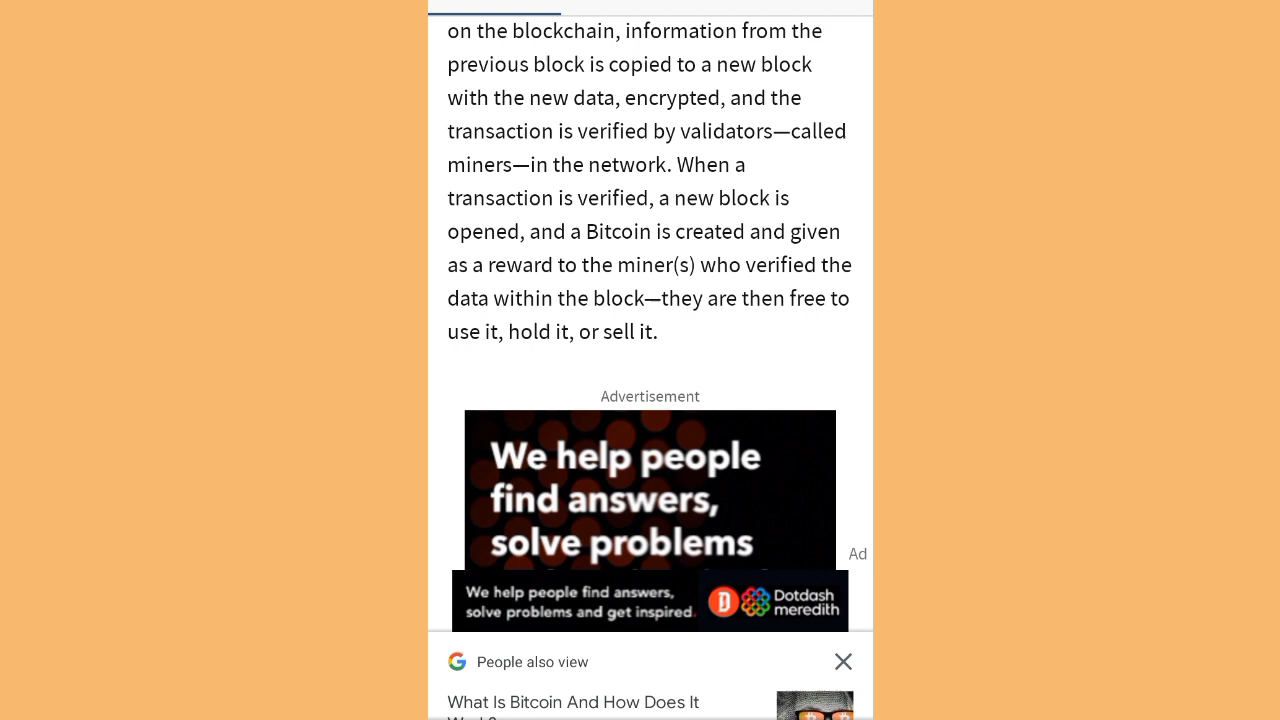 on the blockchain, information from the
previous block is copied to a new block
with the new data, encrypted, and the
transaction is verified by validators—called
miners—in the network. When a
transaction is verified, a new block is
opened, and a Bitcoin is created and given
as a reward to the miner(s) who verified the
data within the block—they are then free to
use it, hold it, or sell it.
Advertisement
We help people
find answers,
solve problems
Ad
We help people find answers,
solve problems and get inspired.
Dotdash
meredith
People also view
What Is Bitcoin And How Does It